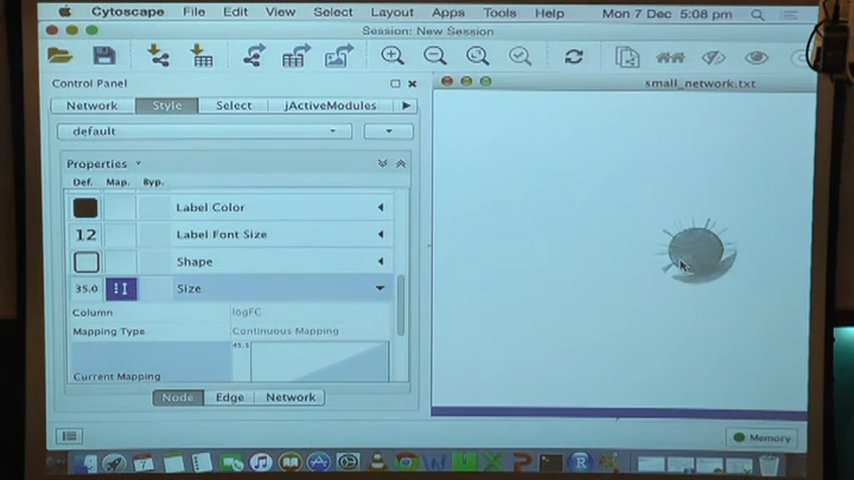 Cytoscape File Edit View Select Layout Apps Tools Help Mon 7 Dec 5:08 pm
Session: New Session
Control Panel
small_network.txt
Network Style Select jActiveModules
default
Properties
Def. Map. Byp.
Label Color
12 Label Font Size
Shape
35.0 Size
Column logFC
Mapping Type Continuous Mapping
Current Mapping
Node Edge Network
Memory